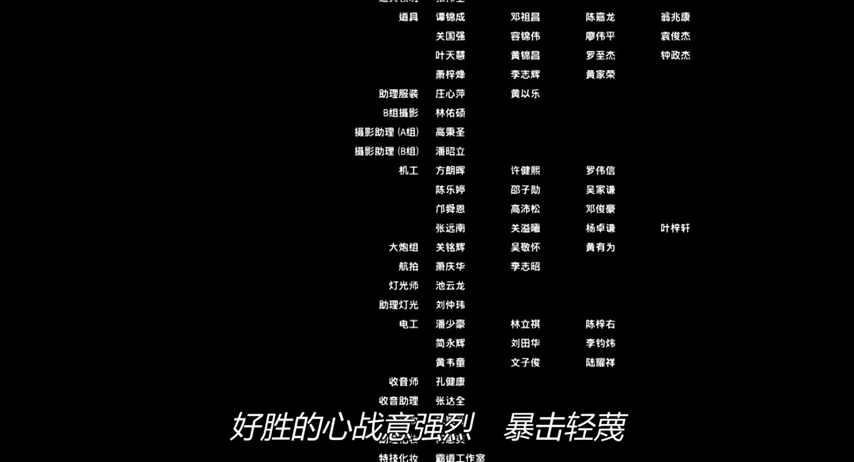 道具 谭锦成 邓祖昌 陈嘉龙 翁兆康
关国强 容锦伟 廖伟平 袁俊杰
叶天慧 黄锦昌 罗至杰 钟政杰
萧梓烽 李志辉 黄家荣
助理服装 庄心萍 黄以乐
B组摄影 林佑硕
摄影助理 (A组) 高秉圣
摄影助理 (B组) 潘昭立
机工 方朗晖 许健熙 罗伟信
陈乐婷 邵子勋 吴家谦
邝舜恩 高沛松 邓俊豪
张远南 关溢曦 杨卓谦 叶梓轩
大炮组 关铭辉 吴敬怀 黄有为
航拍 萧庆华 李志昭
灯光师 池云龙
助理灯光 刘仲玮
电工 潘少豪 林立祺 陈梓右
简永辉 刘田华 李钧炜
黄韦童 文子俊 陆耀祥
收音师 孔健康
收音助理 张达全
好胜的心战意强烈 暴击轻蔑
特技化妆 霸道工作室